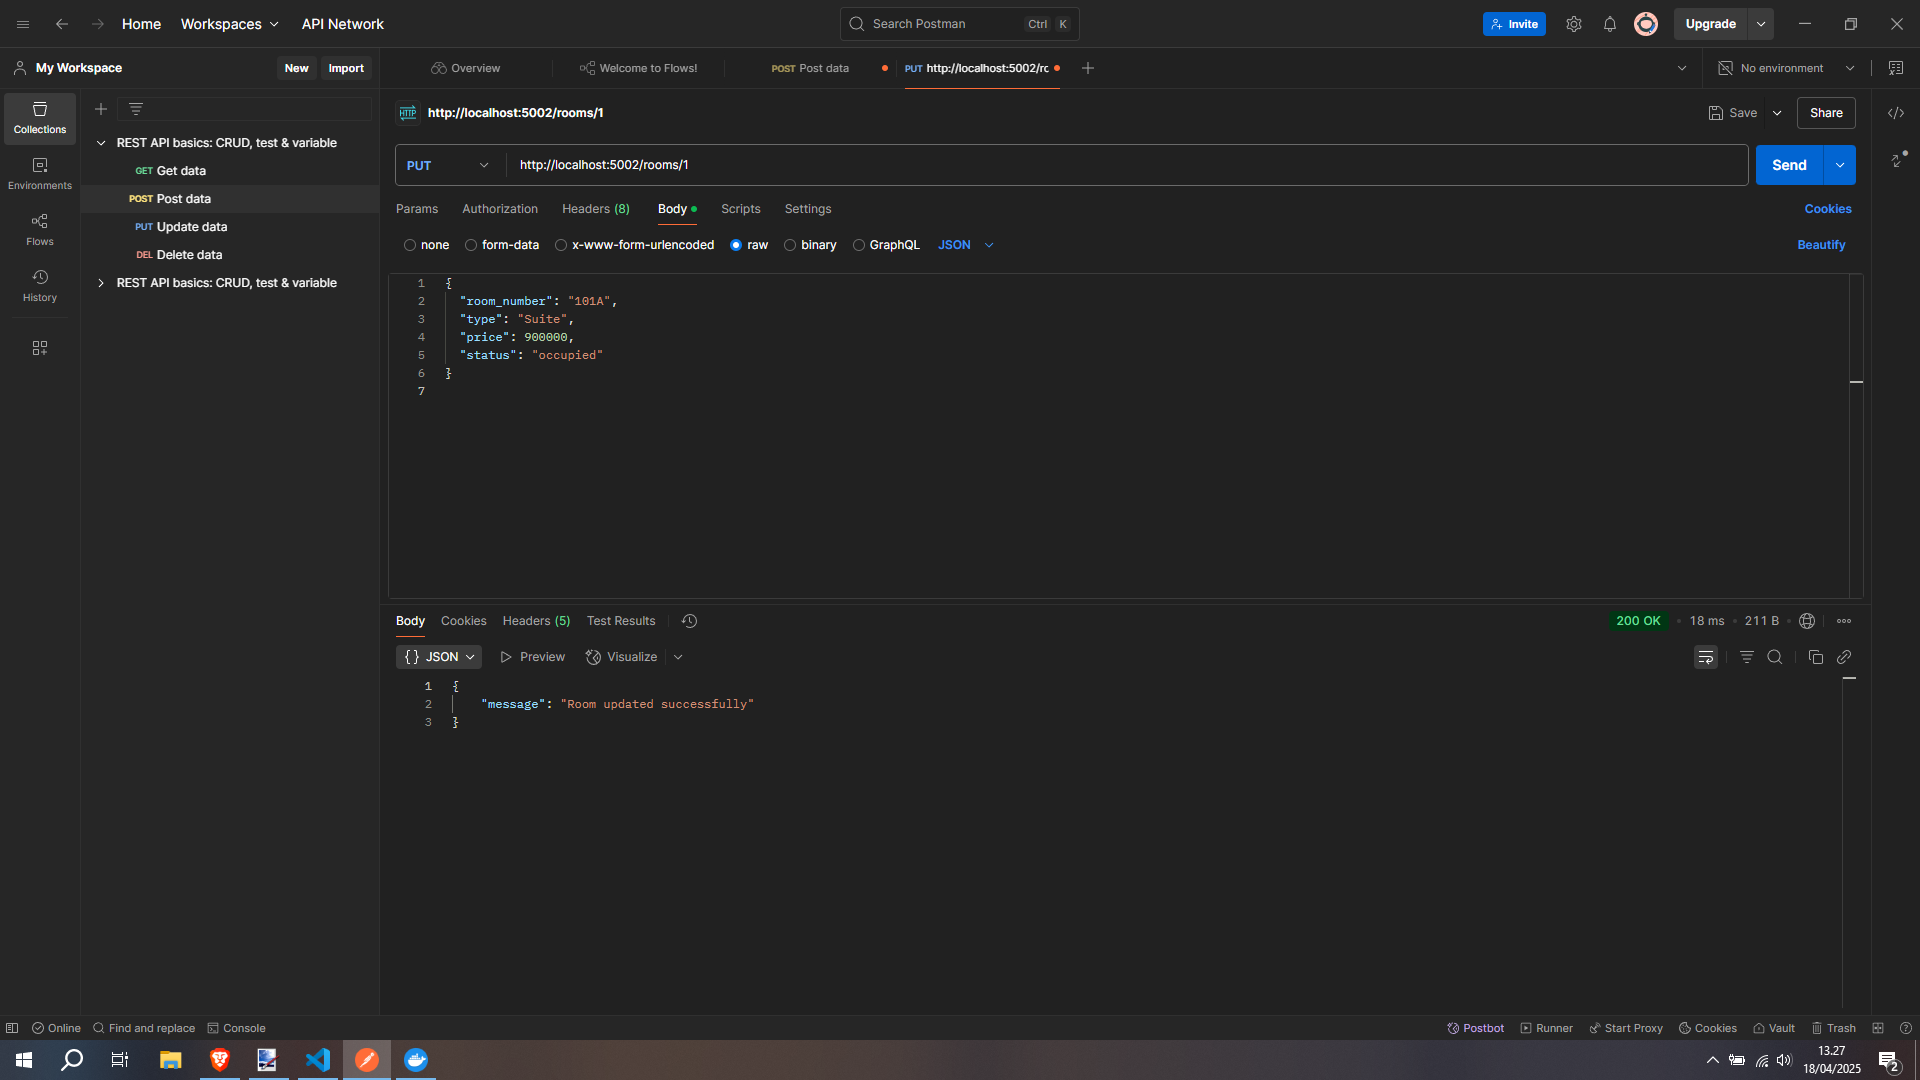 Home Workspaces API Network Search Postman Ctrl K Invite Upgrade
My Workspace New Import Overview Welcome to Flows! POST Post data PUT http://localhost:5002/rc No environment
Collections
Environments
Flows
History
REST API basics: CRUD, test & variable
GET Get data
POST Post data
PUT Update data
DEL Delete data
REST API basics: CRUD, test & variable
HTTP http://localhost:5002/rooms/1 Save Share
PUT http://localhost:5002/rooms/1 Send
Params Authorization Headers (8) Body Scripts Settings Cookies
none form-data x-www-form-urlencoded raw binary GraphQL JSON Beautify
1 {
2 "room_number": "101A",
3 "type": "Suite",
4 "price": 900000,
5 "status": "occupied"
6 }
7
Body Cookies Headers (5) Test Results 200 OK 18 ms 211 B
{} JSON Preview Visualize
1 {
2 "message": "Room updated successfully"
3 }
Online Find and replace Console Postbot Runner Start Proxy Cookies Vault Trash
13.27
18/04/2025
2